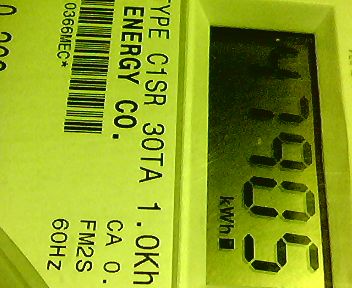 TYPE C1SR 30TA 1.0Kh
ENERGY CO.
CA 0.
FM2S
60Hz
0366MEC*
47905
kWh